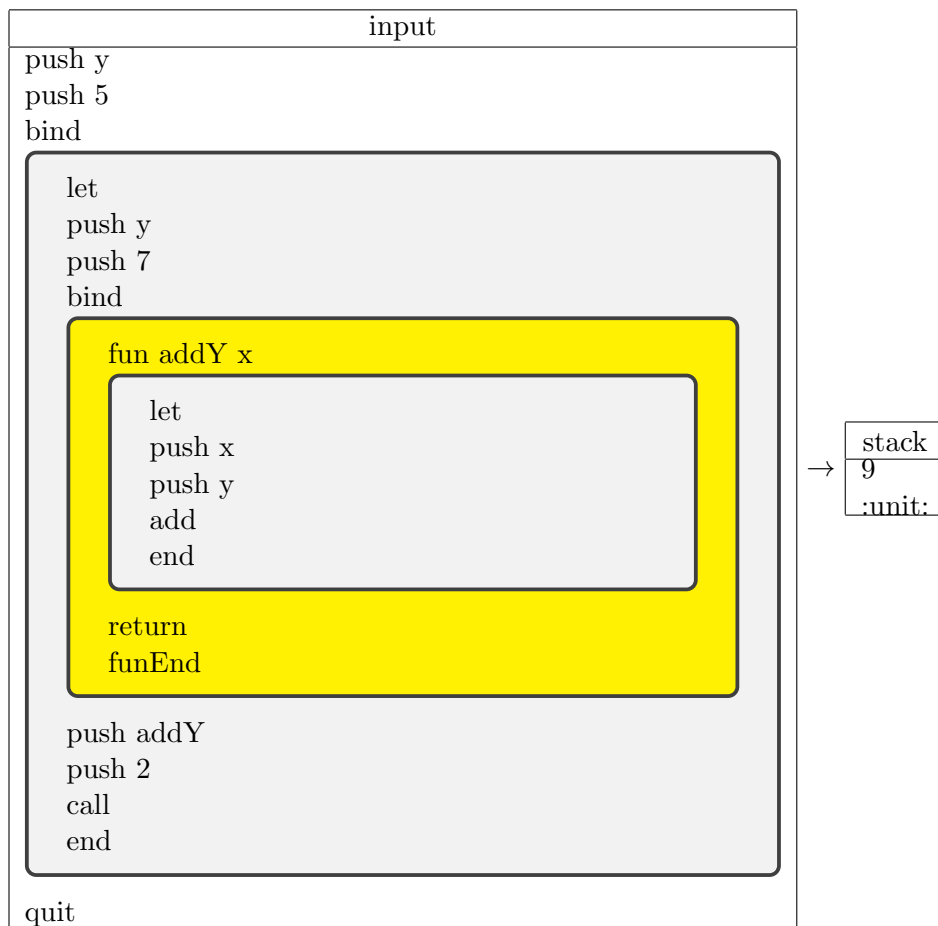 input
push y
push 5
bind
let
push y
push 7
bind
fun addY x
let
push x
push y
add
end
return
funEnd
push addY
push 2
call
end
quit
→
stack
9
:unit: